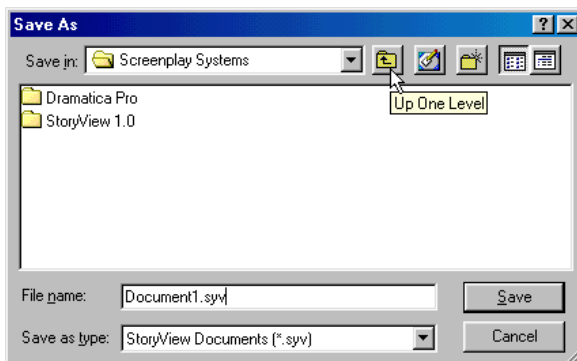 Save As
Save in: Screenplay Systems
Up One Level
Dramatica Pro
StoryView 1.0
File name: Document1.syv
Save
Save as type: StoryView Documents (*.syv)
Cancel